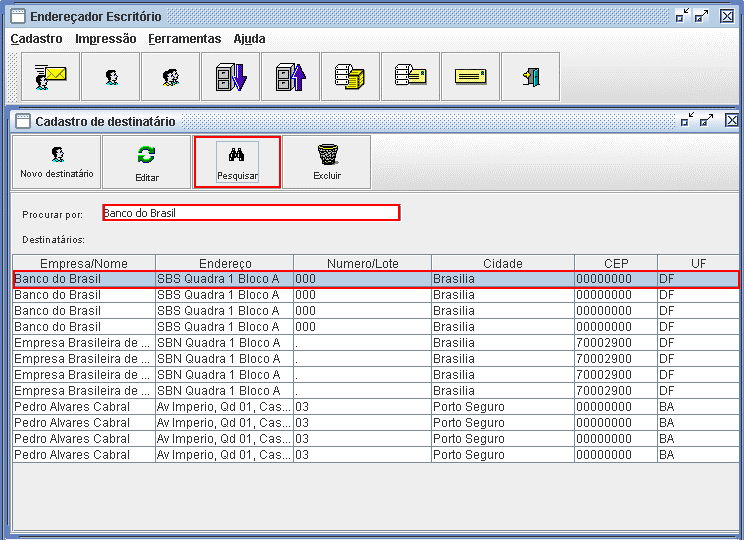 Endereçador Escritório
Cadastro Impressão Ferramentas Ajuda
Cadastro de destinatário
Novo destinatário Editar Pesquisar Excluir
Procurar por: Banco do Brasil
Destinatários:
Empresa/Nome Endereço Numero/Lote Cidade CEP UF
Banco do Brasil SBS Quadra 1 Bloco A 000 Brasilia 00000000 DF
Banco do Brasil SBS Quadra 1 Bloco A 000 Brasilia 00000000 DF
Banco do Brasil SBS Quadra 1 Bloco A 000 Brasilia 00000000 DF
Banco do Brasil SBS Quadra 1 Bloco A 000 Brasilia 00000000 DF
Empresa Brasileira de ... SBN Quadra 1 Bloco A . Brasilia 70002900 DF
Empresa Brasileira de ... SBN Quadra 1 Bloco A . Brasilia 70002900 DF
Empresa Brasileira de ... SBN Quadra 1 Bloco A . Brasilia 70002900 DF
Empresa Brasileira de ... SBN Quadra 1 Bloco A . Brasilia 70002900 DF
Pedro Alvares Cabral Av Imperio, Qd 01, Cas... 03 Porto Seguro 00000000 BA
Pedro Alvares Cabral Av Imperio, Qd 01, Cas... 03 Porto Seguro 00000000 BA
Pedro Alvares Cabral Av Imperio, Qd 01, Cas... 03 Porto Seguro 00000000 BA
Pedro Alvares Cabral Av Imperio, Qd 01, Cas... 03 Porto Seguro 00000000 BA